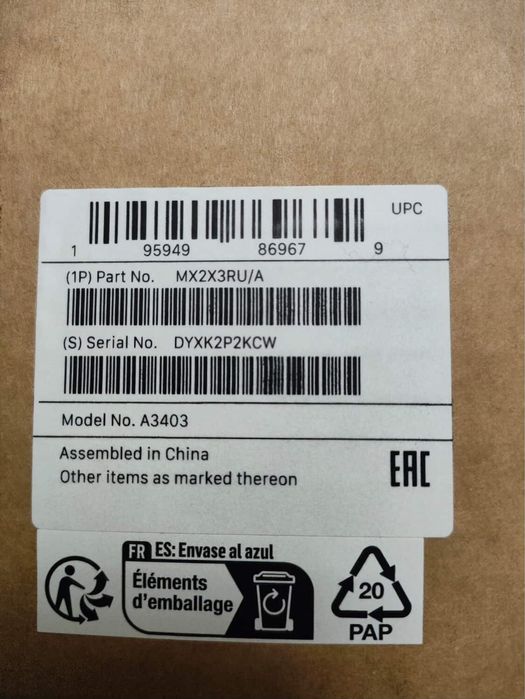 UPC
1 95949 86967 9
(1P) Part No. MX2X3RU/A
(S) Serial No. DYXK2P2KCW
Model No. A3403
Assembled in China
Other items as marked thereon
EAC
FR ES: Envase al azul
Éléments
d'emballage
20
PAP